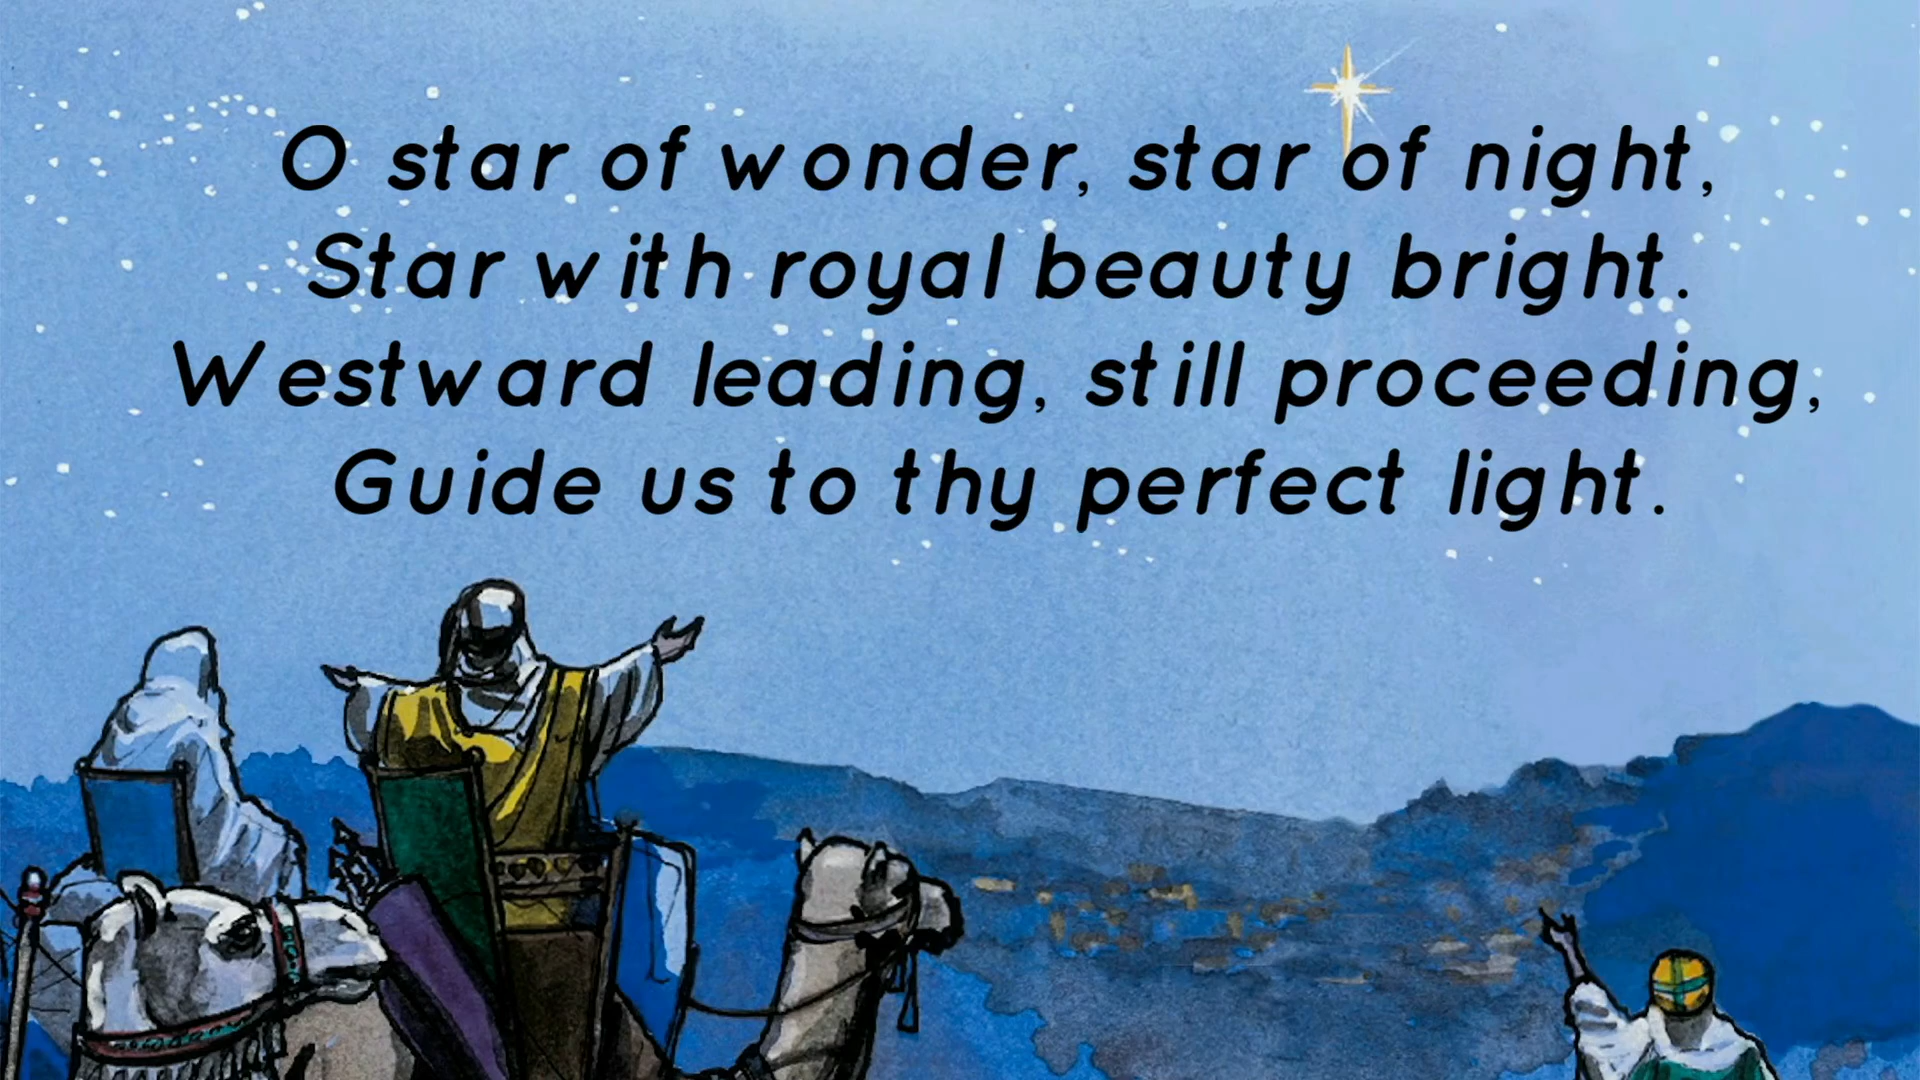 O star of wonder, star of night,
Star with royal beauty bright.
Westward leading, still proceeding,
Guide us to thy perfect light.